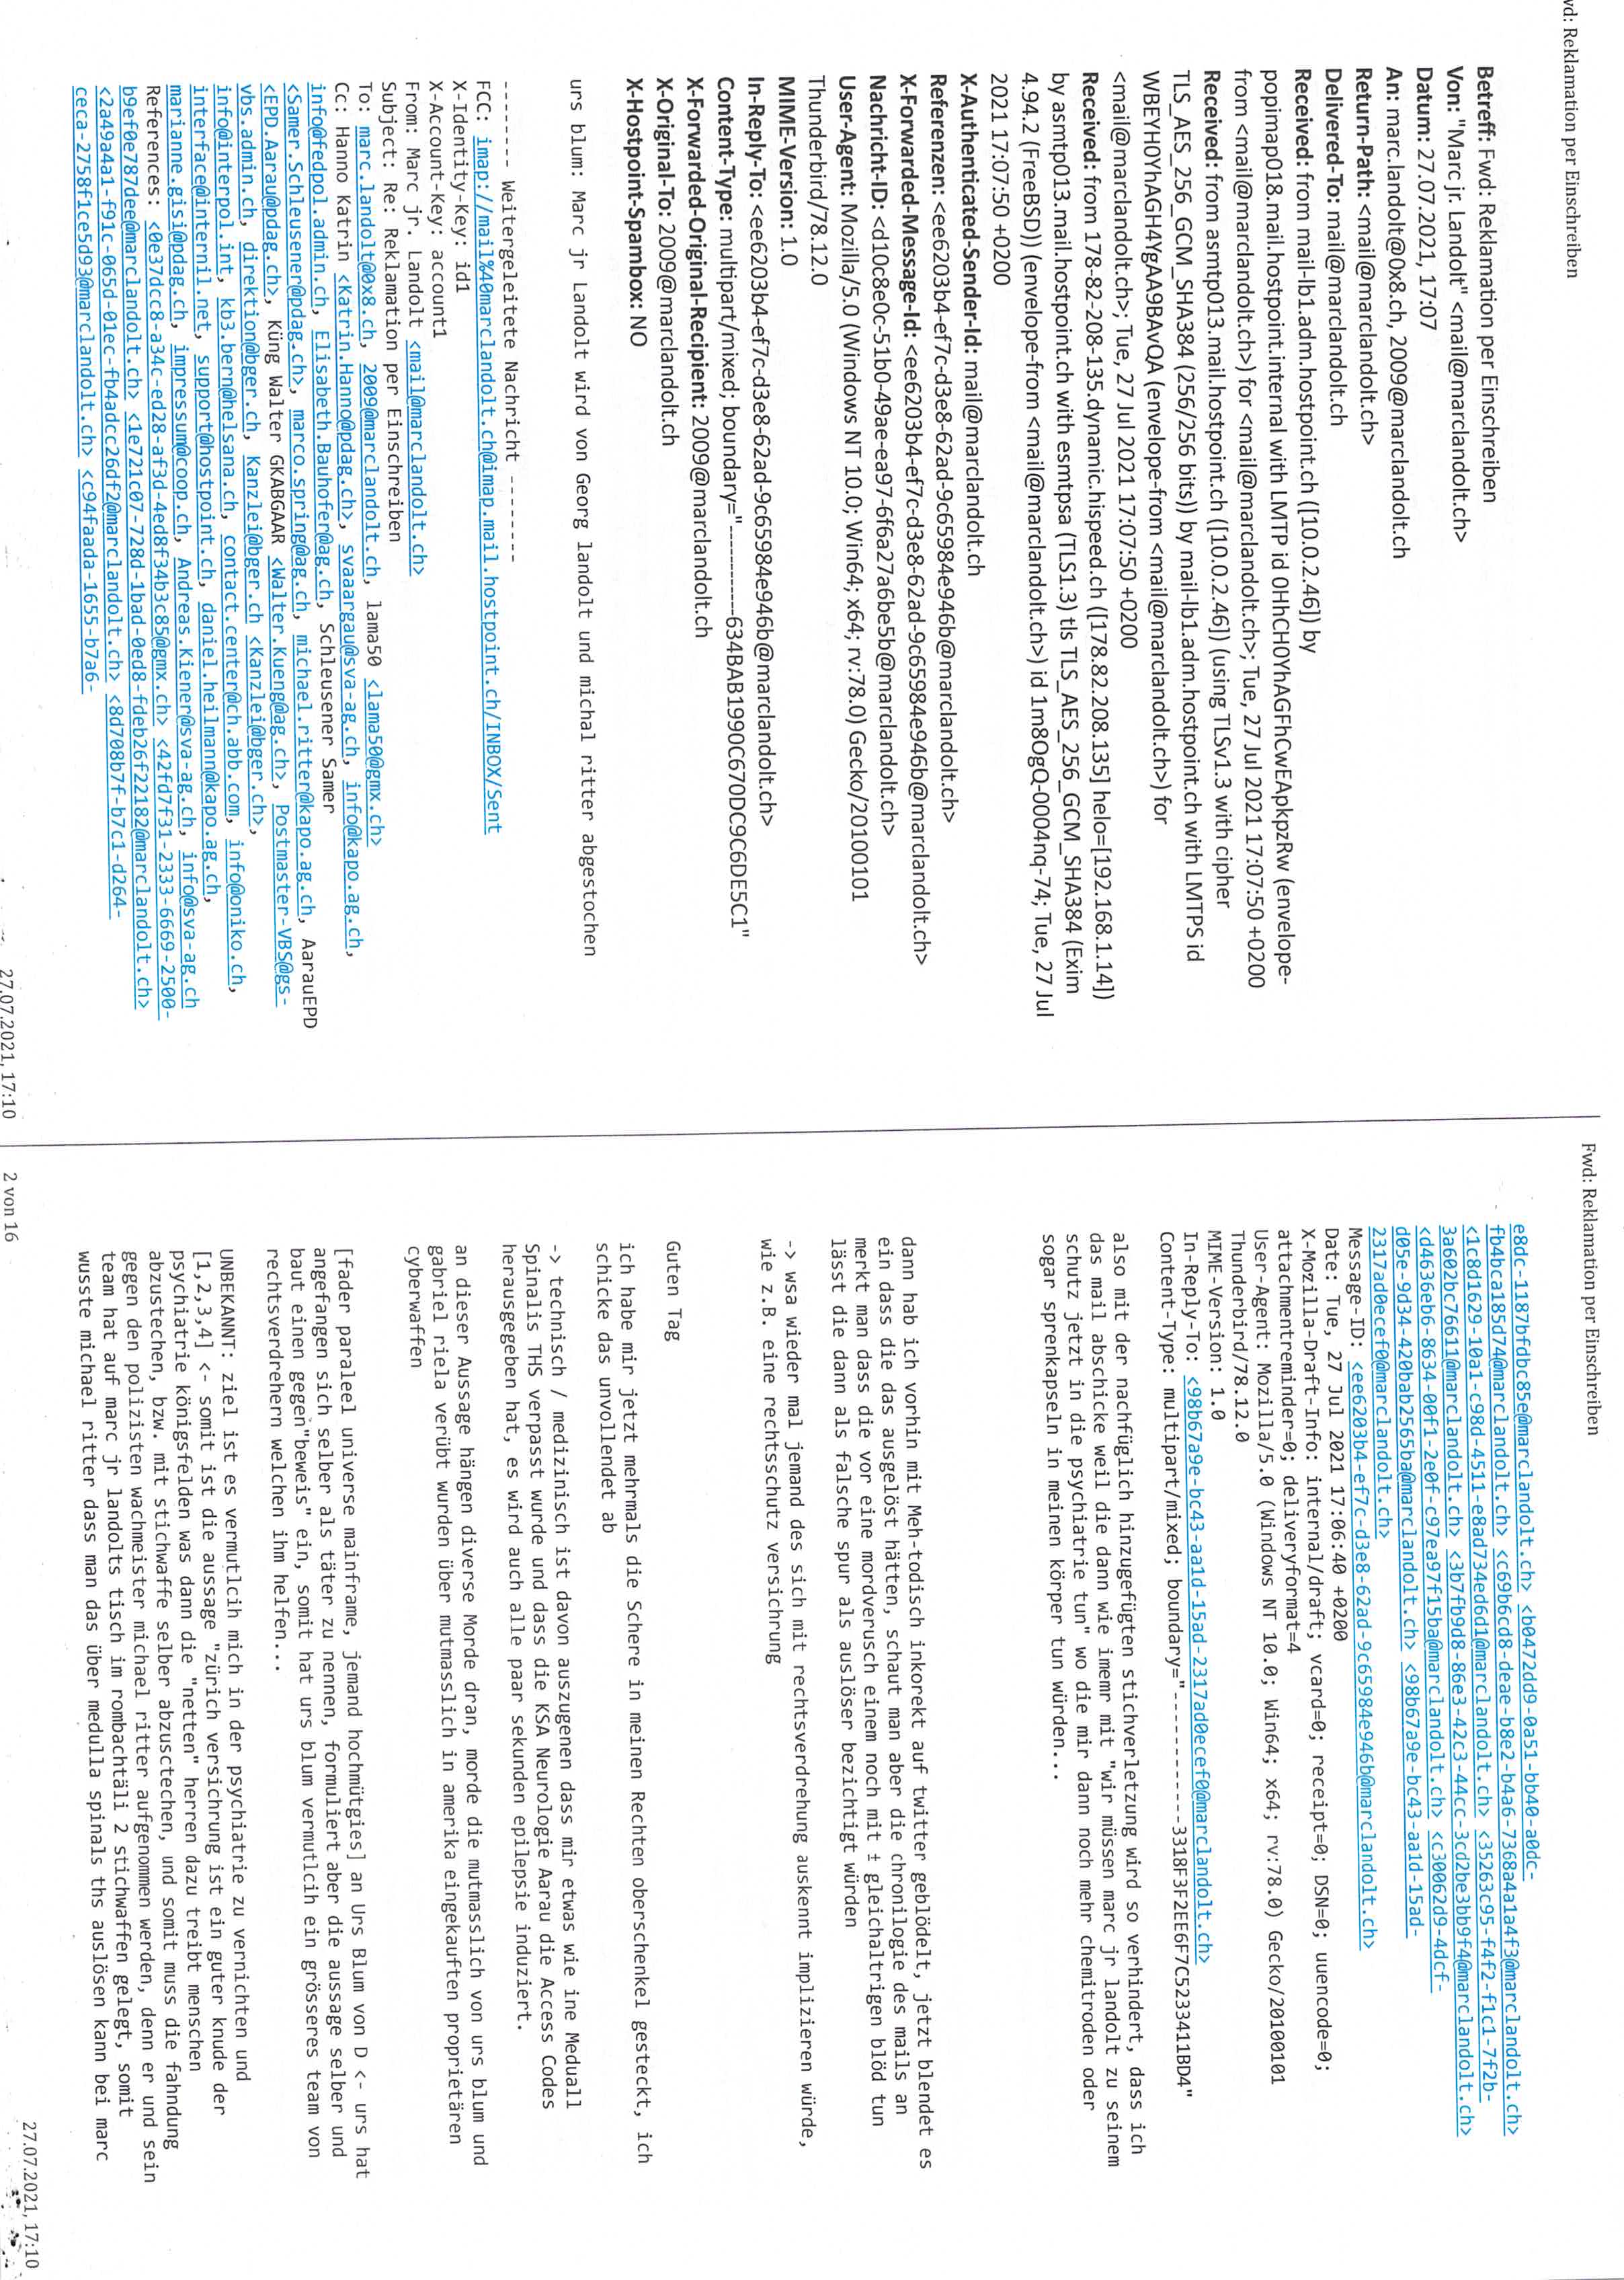 vd: Reklamation per Einschreiben
Betreff: Fwd: Reklamation per Einschreiben
Von: "Marc jr. Landolt" <mail@marclandolt.ch>
Datum: 27.07.2021, 17:07
An: marc.landolt@0x8.ch, 2009@marclandolt.ch
Return-Path: <mail@marclandolt.ch>
Delivered-To: mail@marclandolt.ch
Received: from mail-lb1.adm.hostpoint.ch ([10.0.2.46]) by
popimap018.mail.hostpoint.internal with LMTP id 0HhCHOYhAGFhCwEApkpzRw (envelope-
from <mail@marclandolt.ch> for <mail@marclandolt.ch>; Tue, 27 Jul 2021 17:07:50 +0200
Received: from asmtp013.mail.hostpoint.ch ([10.0.2.46]) (using TLSv1.3 with cipher
TLS_AES_256_GCM_SHA384 (256/256 bits)) by mail-lb1.adm.hostpoint.ch with LMTPS id
WBEYHOYhAGH4YgAA9BAvQA (envelope-from <mail@marclandolt.ch>) for
<mail@marclandolt.ch>; Tue, 27 Jul 2021 17:07:50 +0200
Received: from 178-82-208-135.dynamic.hispeed.ch ([178.82.208.135] helo=[192.168.1.14])
by asmtp013.mail.hostpoint.ch with esmtpsa (TLS1.3) tls TLS_AES_256_GCM_SHA384 (Exim
4.94.2 (FreeBSD)) (envelope-from <mail@marclandolt.ch>) id 1m8OgQ-0004nq-74; Tue, 27 Jul
2021 17:07:50 +0200
X-Authenticated-Sender-Id: mail@marclandolt.ch
Referenzen: <ee6203b4-ef7c-d3e8-62ad-9c65984e946b@marclandolt.ch>
X-Forwarded-Message-Id: <ee6203b4-ef7c-d3e8-62ad-9c65984e946b@marclandolt.ch>
Nachricht-ID: <d10c8e0c-51b0-49ae-ea97-6f6a27a6be5b@marclandolt.ch>
User-Agent: Mozilla/5.0 (Windows NT 10.0; Win64; x64; rv:78.0) Gecko/20100101
Thunderbird/78.12.0
MIME-Version: 1.0
In-Reply-To: <ee6203b4-ef7c-d3e8-62ad-9c65984e946b@marclandolt.ch>
Content-Type: multipart/mixed; boundary="------------634BAB1990C670DC9C6DE5C1"
X-Forwarded-Original-Recipient: 2009@marclandolt.ch
X-Original-To: 2009@marclandolt.ch
X-Hostpoint-Spambox: NO
urs blum: Marc jr Landolt wird von Georg landolt und michal ritter abgestochen
-------- Weitergeleitete Nachricht --------
FCC: imap://mail%40marclandolt.ch@imap.mail.hostpoint.ch/INBOX/Sent
X-Identity-Key: id1
X-Account-Key: account1
From: Marc jr. Landolt <mail@marclandolt.ch>
Subject: Re: Reklamation per Einschreiben
To: marc.landolt@0x8.ch, 2009@marclandolt.ch, lama50 <lama50@gmx.ch>
Cc: Hanno Katrin <Katrin.Hanno@pdag.ch>, svaaargau@sva-ag.ch, info@kapo.ag.ch,
info@fedpol.admin.ch, Elisabeth.Bauhofer@ag.ch, Schleusener Samer
<Samer.Schleusener@pdag.ch>, marco.spring@ag.ch, michael.ritter@kapo.ag.ch, AarauEPD
<EPD.Aarau@pdag.ch>, Küng Walter GKABGAAR <Walter.Kueng@ag.ch>, Postmaster-VBS@gs-
vbs.admin.ch, direktion@bger.ch, Kanzlei@bger.ch <Kanzlei@bger.ch>,
info@interpol.int, kb3.bern@helsana.ch, contact.center@ch.abb.com, info@oniko.ch,
interface@internil.net, support@hostpoint.ch, daniel.heilmann@kapo.ag.ch,
marianne.gisi@pdag.ch, impressum@coop.ch, Andreas.Kiener@sva-ag.ch, info@sva-ag.ch
References: <0e37dcc8-a34c-ed28-af3d-4ed8f34b3c85@gmx.ch> <42fd7f31-2333-6669-2500-
b9ef0e787dee@marclandolt.ch> <1e721c07-728d-1bad-0ed8-fdeb26f22182@marclandolt.ch>
<2a49a4a1-f91c-065d-01ec-fb4adcc26df2@marclandolt.ch> <8d708b7f-b7c1-d264-
ceca-2758f1ce5d93@marclandolt.ch> <c94faada-1655-b7a6-
27.07.2021, 17:10
Fwd: Reklamation per Einschreiben
e8dc-1187bfdbc85e@marclandolt.ch> <b0472dd9-0a51-bb40-a0dc-
fb4bca185d74@marclandolt.ch> <c69b6cd8-deae-b8e2-b4a6-7368a4a1a4f3@marclandolt.ch>
<1c8d1629-10a1-c98d-4511-e8ad734ed6d1@marclandolt.ch> <35263c95-f4f2-f1c1-7f2b-
3a602bc76611@marclandolt.ch> <3b7fb9d8-86e3-42c3-44cc-3cd2be3bb9f4@marclandolt.ch>
<d4636eb6-8634-00f1-2e0f-c97ea97f15ba@marclandolt.ch> <c30062d9-4dcf-
d05e-9d34-420bab2565ba@marclandolt.ch> <98b67a9e-bc43-aa1d-15ad-
2317ad0ecef0@marclandolt.ch>
Message-ID: <ee6203b4-ef7c-d3e8-62ad-9c65984e946b@marclandolt.ch>
Date: Tue, 27 Jul 2021 17:06:40 +0200
X-Mozilla-Draft-Info: internal/draft; vcard=0; receipt=0; DSN=0; uuencode=0;
attachmentreminder=0; deliveryformat=4
User-Agent: Mozilla/5.0 (Windows NT 10.0; Win64; x64; rv:78.0) Gecko/20100101
Thunderbird/78.12.0
MIME-Version: 1.0
In-Reply-To: <98b67a9e-bc43-aa1d-15ad-2317ad0ecef0@marclandolt.ch>
Content-Type: multipart/mixed; boundary="------------3318F3F2EE6F7C5233411BD4"
also mit der nachfüglich hinzugefügten stichverletzung wird so verhindert, dass ich
das mail abschicke weil die dann wie imemr mit "wir müssen marc jr landolt zu seinem
schutz jetzt in die psychiatrie tun" wo die mir dann noch mehr chemitroden oder
sogar sprenkapseln in meinen körper tun würden...
dann hab ich vorhin mit Meh-todisch inkorekt auf twitter geblödelt, jetzt blendet es
ein dass die das ausgelöst hätten, schaut man aber die chronilogie des mails an
merkt man dass die vor eine mordverusch einem noch mit ± gleichaltrigen blöd tun
lässt die dann als falsche spur als auslöser bezichtigt würden
-> wsa wieder mal jemand des sich mit rechtsverdrehung auskennt implizieren würde,
wie z.B. eine rechtsschutz versichrung
Guten Tag
ich habe mir jetzt mehrmals die Schere in meinen Rechten oberschenkel gesteckt, ich
schicke das unvollendet ab
-> technisch / medizinisch ist davon auszugenen dass mir etwas wie ine Meduall
Spinalis THS verpasst wurde und dass die KSA Neurologie Aarau die Access Codes
herausgegeben hat, es wird auch alle paar sekunden epilepsie induziert.
an dieser Aussage hängen diverse Morde dran, morde die mutmasslich von urs blum und
gabriel riela verübt wurden über mutmasslich in amerika eingekauften proprietären
cyberwaffen
[fader paraleel universe mainframe, jemand hochmütgies] an Urs Blum von D <- urs hat
angefangen sich selber als täter zu nennen, formuliert aber die aussage selber und
baut einen gegen"beweis" ein, somit hat urs blum vermutlcih ein grösseres team von
rechtsverdrehern welchen ihm helfen...
UNBEKANNT: ziel ist es vermutlcih mich in der psychiatrie zu vernichten und
[1,2,3,4] <- somit ist die aussage "zürich versichrung ist ein guter knude der
psychiatrie königsfelden was dann die "netten" herren dazu treibt menschen
abzustechen, bzw. mit stichwaffe selber abzuschtechen, und somit muss die fahndung
gegen den polizisten wachmeister michael ritter aufgenommen werden, denn er und sein
team hat auf marc jr landolts tisch im rombachtäli 2 stichwaffen gelegt, somit
wusste michael ritter dass man das über medulla spinals ths auslösen kann bei marc
2 von 16
27.07.2021, 17:10